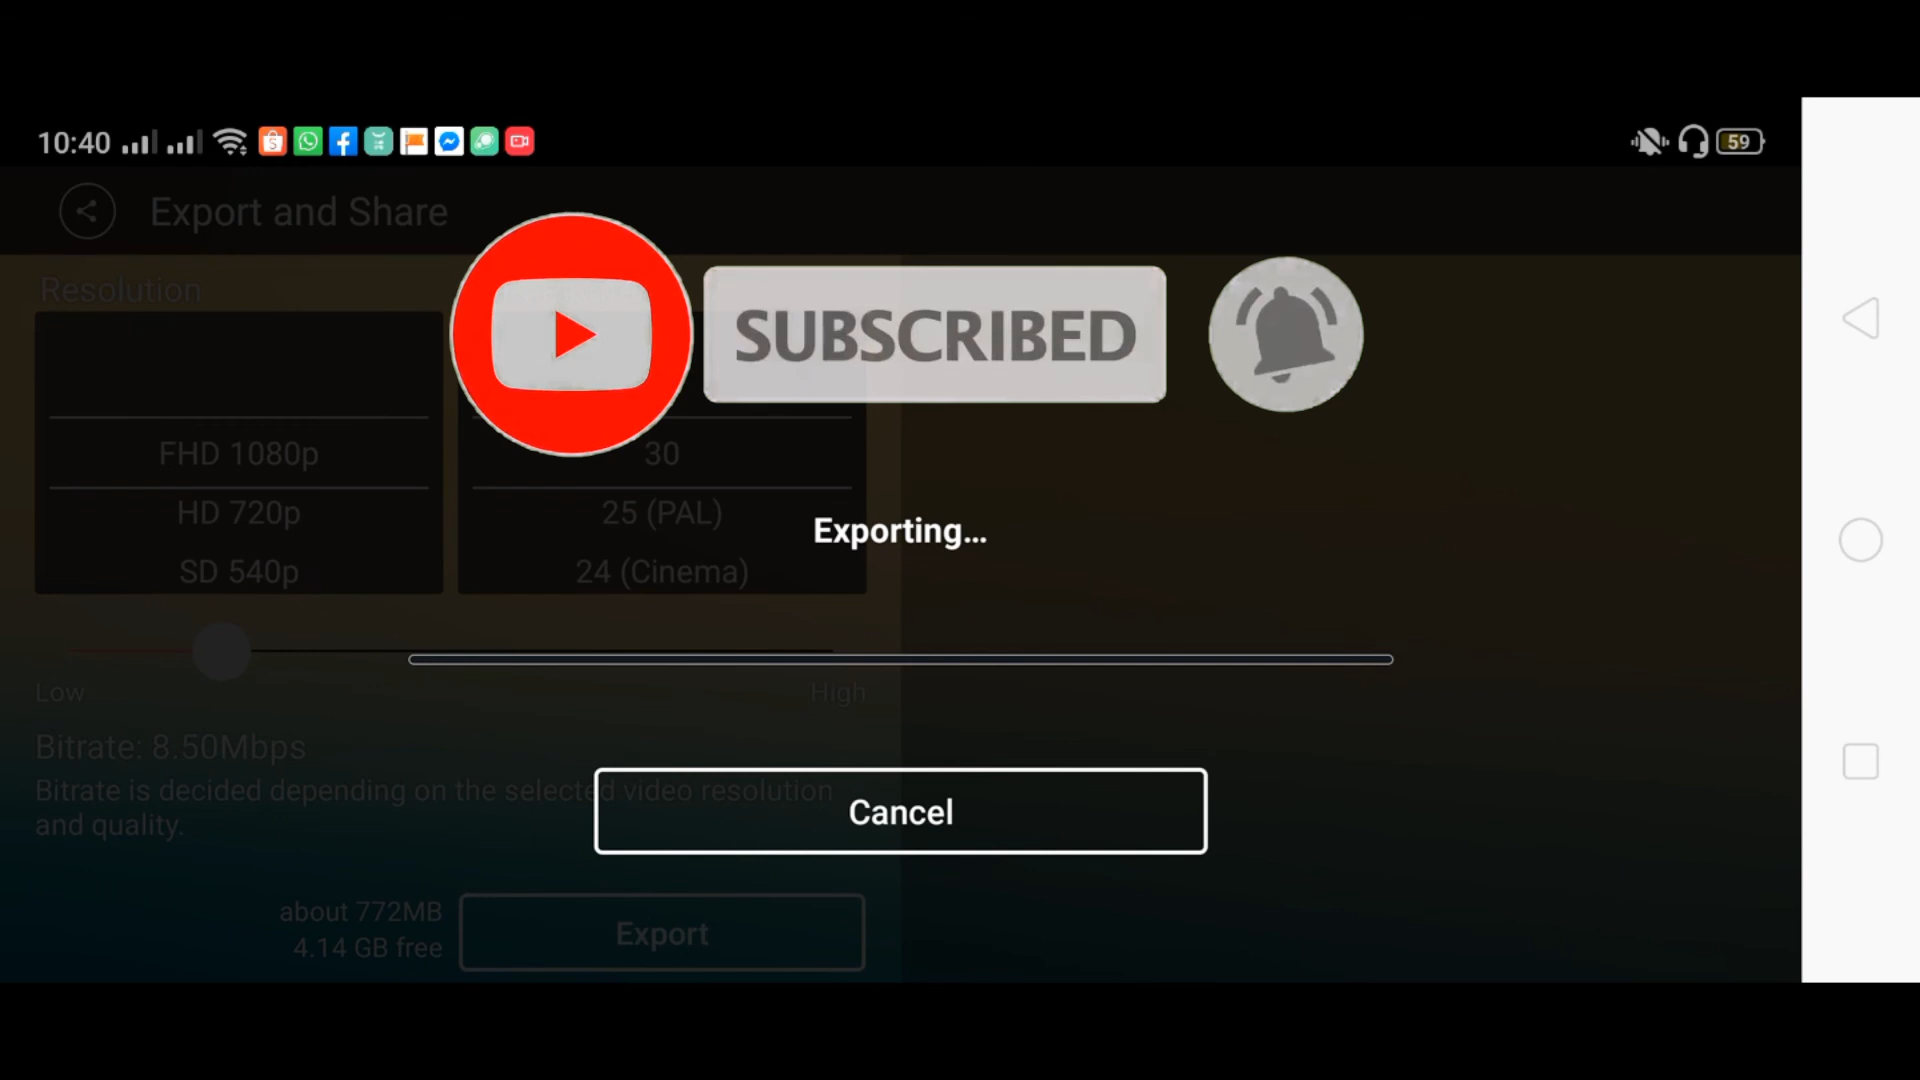 10:40
59
Export and Share
Resolution
SUBSCRIBED
FHD 1080p
30
HD 720p
25 (PAL)
SD 540p
24 (Cinema)
Exporting...
Low
High
Bitrate: 8.50Mbps
Bitrate is decided depending on the selected video resolution
and quality.
Cancel
about 772MB
4.14 GB free
Export